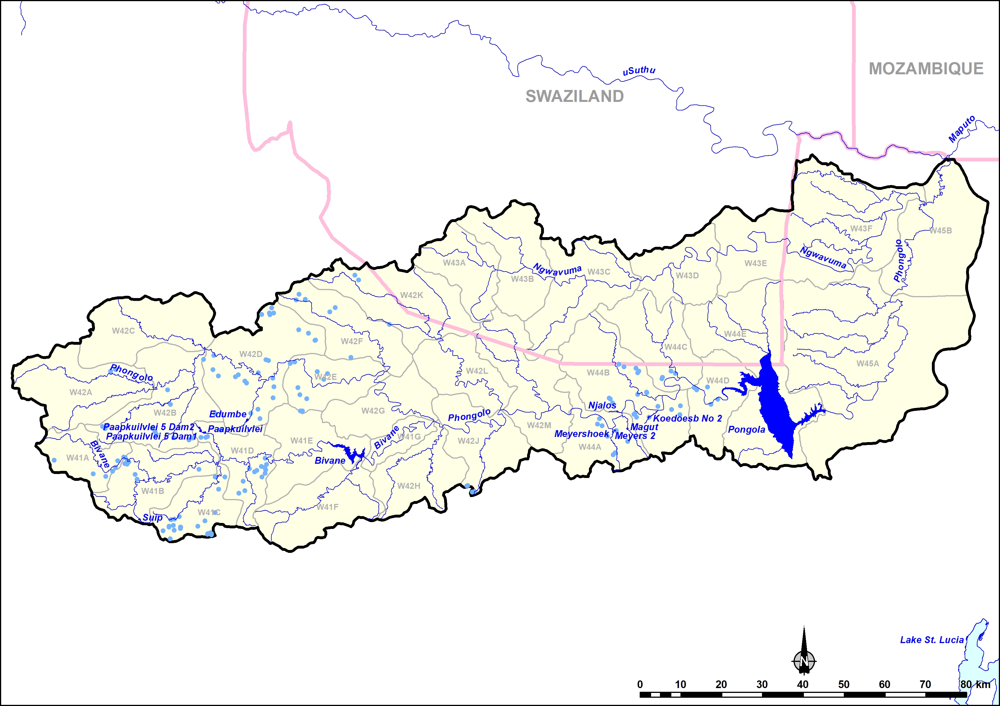 MOZAMBIQUE
uSuthu
SWAZILAND
Maputo
W43F
W45B
Phongolo
Ngwavuma
W43A
W43E
Ngwavuma
W43C
W43D
W43B
W42K
W42C
W44E
W42F
W44C
W42D
W45A
Phongolo
W42L
W44B
W42E
W44D
W42A
Njalos
W42G
W42B
Edumbe
Phongolo
Koedoesb No 2
W42M
Paapkuilvlei 5 Dam2
Magut
Paapkuilvlei
Pongola
Meyershoek
Meyers 2
Paapkuilvlei 5 Dam1
Bivane
W41G
W41E
W42J
W44A
W41D
Bivane
W41A
Bivane
W42H
W41B
W41F
W41C
Suip
Lake St. Lucia
N
0 10 20 30 40 50 60 70 80 km